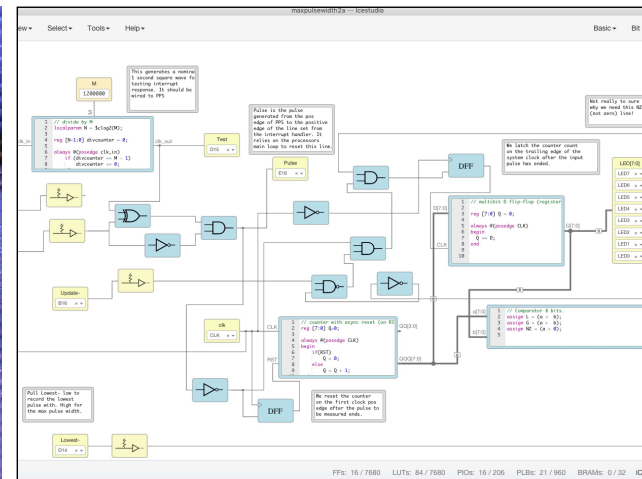 maxpulsewidth2a — Icestudio
ew
Select
Tools
Help
Basic
Bit
M
1200000
This generates a nomine
1 second square wave fo
testing interrupt
response. It should be
wired to PPS
Not really to sure
why we need this NZ
(not zero) line!
1 // divide by M
2 localparam N = $clog2(M);
3
4 reg [N-1:0] divcounter = 0;
5
6 always @(posedge clk_in)
7 if (divcounter == M - 1)
8 divcounter <= 0;
clk_in
clk_out
Pulse is the pulse
generated from the pos
edge of PPS to the positive
edge of the line set from
the interrupt handler. It
relies on the processors
main loop to reset this line.
Test
D16
Pulse
E16
We latch the counter count
on the trailing edge of the
system clock after the input
pulse has ended.
DFF
LED[7:0]
LED7
LED6
LED5
LED4
LED3
LED2
LED1
LED0
1 // multibit D flip-flop (register
2
3 reg [7:0] Q = 0;
4
5 always @(posedge CLK)
6 begin
7 Q <= D;
8 end
9
10
D[7:0]
CLK
Q[7:0]
8
Update-
B16
clk
CLK
1 // counter with async reset (on RS
2 reg [7:0] Q=0;
3
4 always @(posedge CLK)
5 begin
6 if(RST)
7 Q = 0;
8 else
9 Q = Q + 1;
CLK
RST
QQ[3:0]
QQQ[7:0]
8
8
1 // Comparator 8 bits.
2 assign L = (a < b);
3 assign G = (a > b);
4 assign NZ = (a > 0);
5
a[7:0]
b[7:0]
Pull Lowest- low to
record the lowest
pulse with. High for
the max pulse width.
DFF
We reset the counter
on the first clock pos
edge after the pulse to
be measured ends.
Lowest-
D14
FFs: 16 / 7680 LUTs: 84 / 7680 PIOs: 16 / 206 PLBs: 21 / 960 BRAMs: 0 / 32